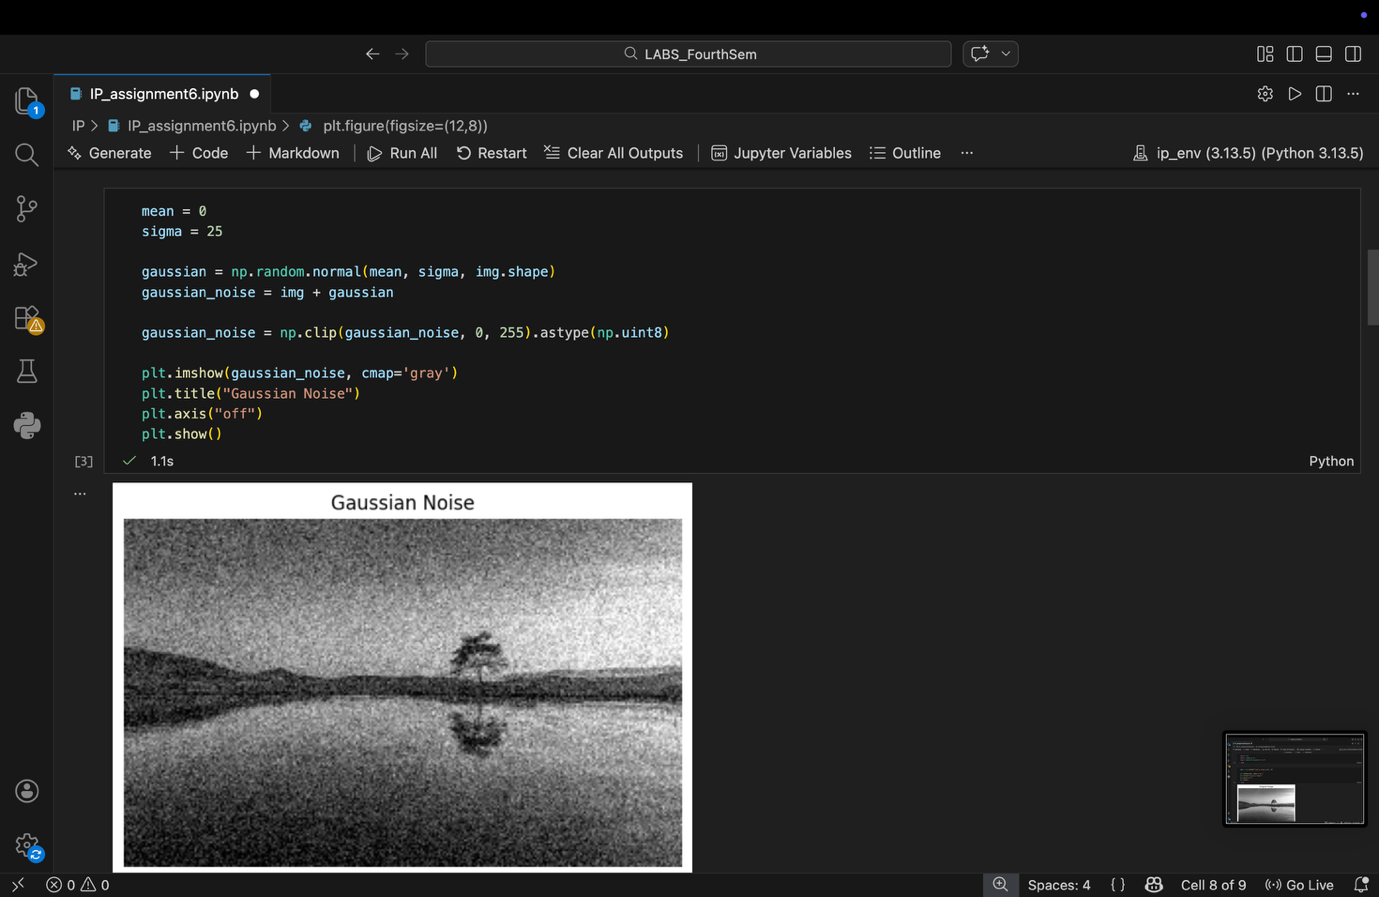 LABS_FourthSem
IP_assignment6.ipynb
1
IP > IP_assignment6.ipynb > plt.figure(figsize=(12,8))
Generate + Code + Markdown Run All Restart Clear All Outputs Jupyter Variables Outline ... ip_env (3.13.5) (Python 3.13.5)
mean = 0
sigma = 25
gaussian = np.random.normal(mean, sigma, img.shape)
gaussian_noise = img + gaussian
gaussian_noise = np.clip(gaussian_noise, 0, 255).astype(np.uint8)
plt.imshow(gaussian_noise, cmap='gray')
plt.title("Gaussian Noise")
plt.axis("off")
plt.show()
[3] 1.1s Python
...
Gaussian Noise
0 0 Spaces: 4 {} Cell 8 of 9 Go Live